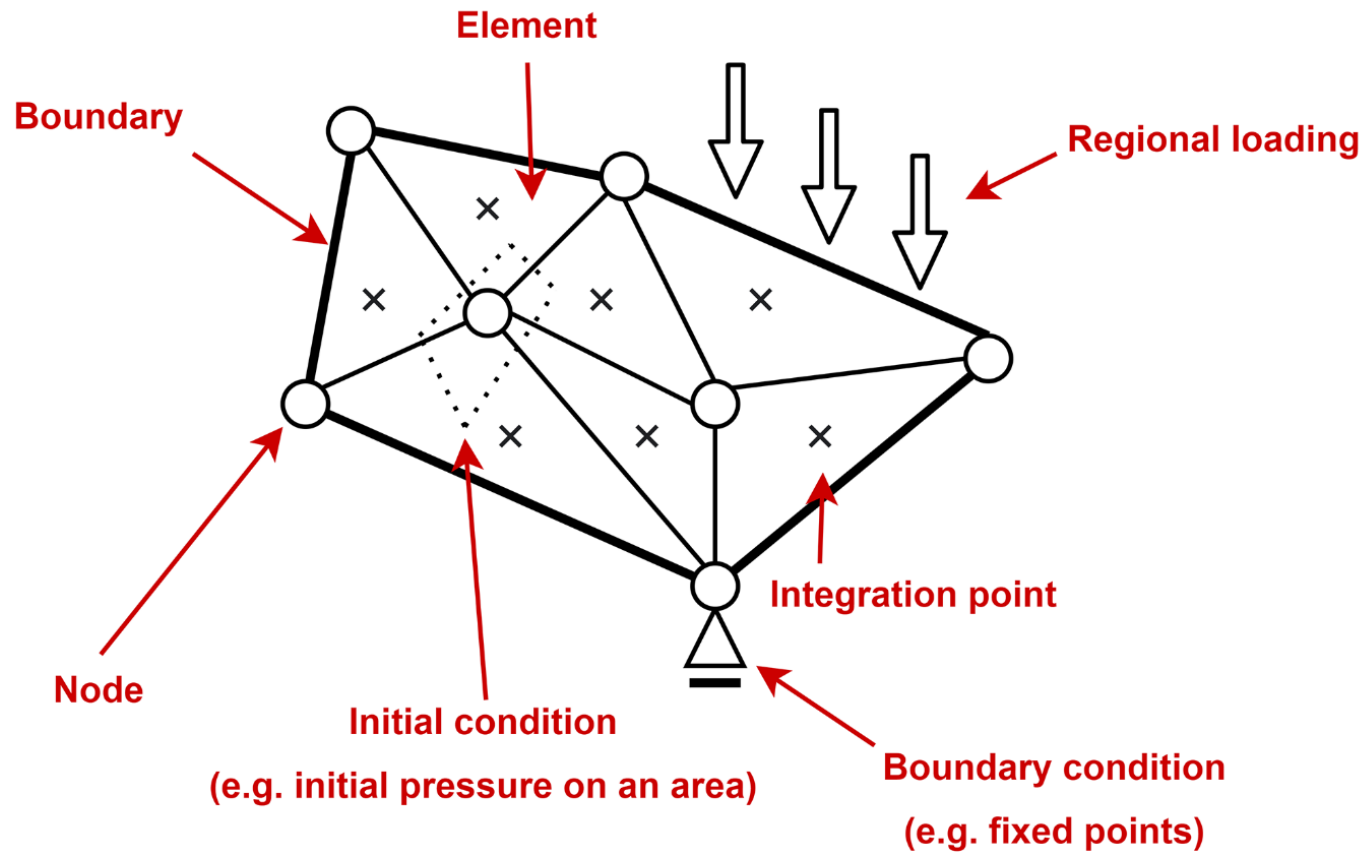 Element
Boundary
Regional loading
Integration point
Node
Initial condition
(e.g. initial pressure on an area)
Boundary condition
(e.g. fixed points)